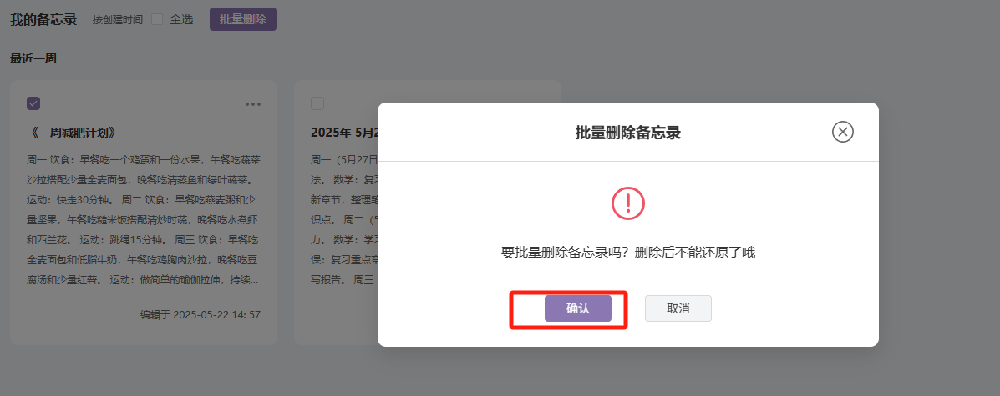 我的备忘录 按创建时间 全选 批量删除
最近一周
《一周减肥计划》
周一 饮食：早餐吃一个鸡蛋和一份水果，午餐吃蔬菜
沙拉搭配少量全麦面包，晚餐吃清蒸鱼和绿叶蔬菜。
运动：快走30分钟。 周二 饮食：早餐吃燕麦粥和少
量坚果，午餐吃糙米饭搭配清炒时蔬，晚餐吃水煮虾
和西兰花。 运动：跳绳15分钟。 周三 饮食：早餐吃
全麦面包和低脂牛奶，午餐吃鸡胸肉沙拉，晚餐吃豆
腐汤和少量红薯。 运动：做简单的瑜伽拉伸，持续...
编辑于 2025-05-22 14: 57
2025年 5月2
周一（5月27日
法。 数学：复习
新章节，整理笔
识点。 周二（5
力。 数学：学习
课：复习重点章
写报告。 周三
批量删除备忘录
要批量删除备忘录吗？删除后不能还原了哦
确认 取消